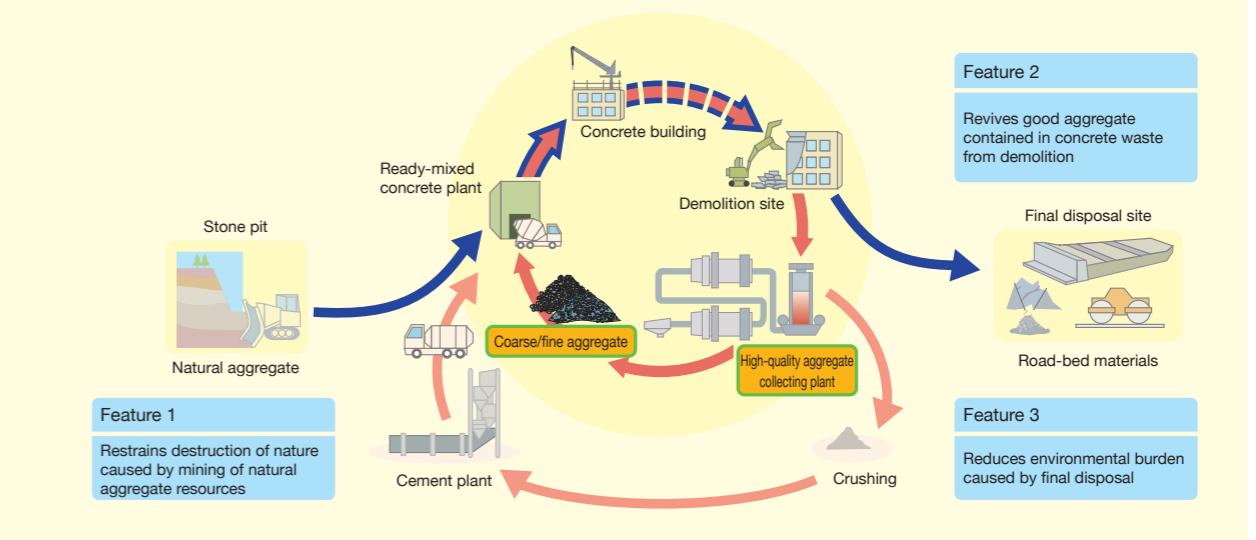 Concrete building
Ready-mixed
concrete plant
Demolition site
Stone pit
Natural aggregate
Feature 1
Restrains destruction of nature
caused by mining of natural
aggregate resources
Coarse/fine aggregate
High-quality aggregate
collecting plant
Cement plant
Crushing
Feature 2
Revives good aggregate
contained in concrete waste
from demolition
Final disposal site
Road-bed materials
Feature 3
Reduces environmental burden
caused by final disposal